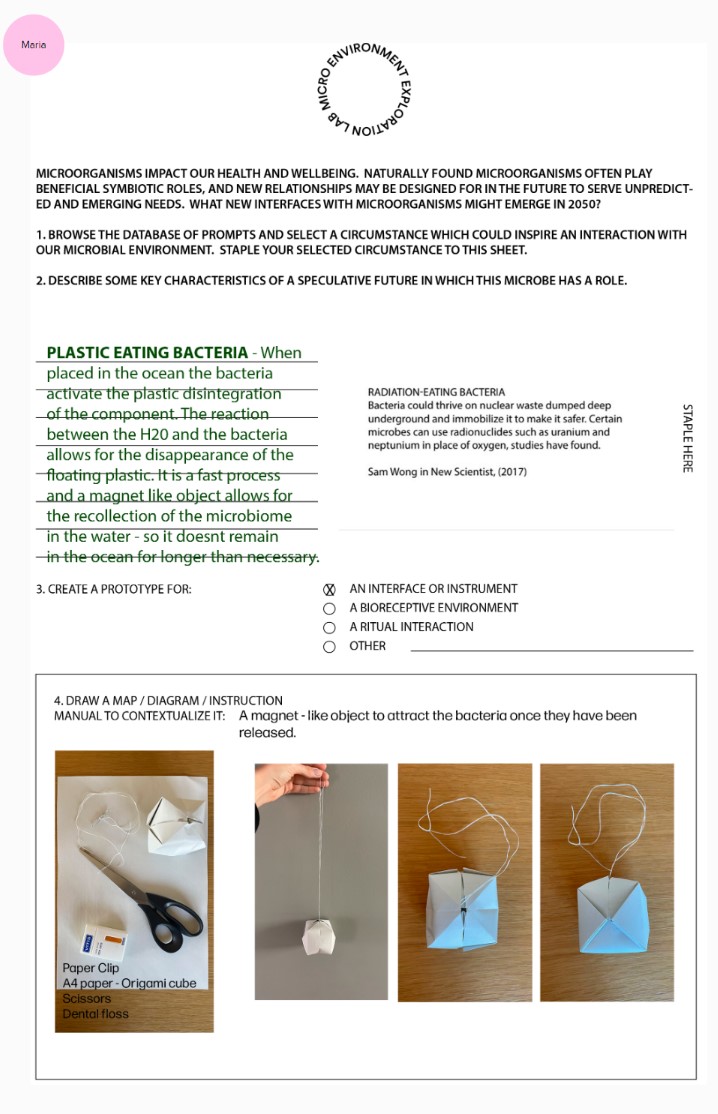 Maria
MICRO ENVIRONMENT EXPLORATION LAB
MICROORGANISMS IMPACT OUR HEALTH AND WELLBEING. NATURALLY FOUND MICROORGANISMS OFTEN PLAY
BENEFICIAL SYMBIOTIC ROLES, AND NEW RELATIONSHIPS MAY BE DESIGNED FOR IN THE FUTURE TO SERVE UNPREDICT-
ED AND EMERGING NEEDS. WHAT NEW INTERFACES WITH MICROORGANISMS MIGHT EMERGE IN 2050?
1. BROWSE THE DATABASE OF PROMPTS AND SELECT A CIRCUMSTANCE WHICH COULD INSPIRE AN INTERACTION WITH
OUR MICROBIAL ENVIRONMENT. STAPLE YOUR SELECTED CIRCUMSTANCE TO THIS SHEET.
2. DESCRIBE SOME KEY CHARACTERISTICS OF A SPECULATIVE FUTURE IN WHICH THIS MICROBE HAS A ROLE.
PLASTIC EATING BACTERIA - When
placed in the ocean the bacteria
activate the plastic disintegration
of the component. The reaction
between the H20 and the bacteria
allows for the disappearance of the
floating plastic. It is a fast process
and a magnet like object allows for
the recollection of the microbiome
in the water - so it doesnt remain
in the ocean for longer than necessary.
RADIATION-EATING BACTERIA
Bacteria could thrive on nuclear waste dumped deep
underground and immobilize it to make it safer. Certain
microbes can use radionuclides such as uranium and
neptunium in place of oxygen, studies have found.
Sam Wong in New Scientist, (2017)
STAPLE HERE
3. CREATE A PROTOTYPE FOR:
X AN INTERFACE OR INSTRUMENT
A BIORECEPTIVE ENVIRONMENT
A RITUAL INTERACTION
OTHER
4. DRAW A MAP / DIAGRAM / INSTRUCTION
MANUAL TO CONTEXTUALIZE IT: A magnet - like object to attract the bacteria once they have been
released.
Paper Clip
A4 paper - Origami cube
Scissors
Dental floss